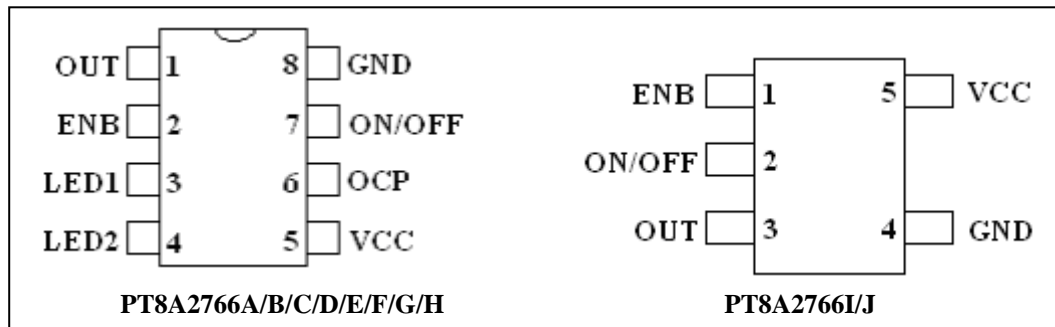 OUT 1 8 GND
ENB 2 7 ON/OFF
LED1 3 6 OCP
LED2 4 5 VCC
PT8A2766A/B/C/D/E/F/G/H
ENB 1 5 VCC
ON/OFF 2
OUT 3 4 GND
PT8A2766I/J